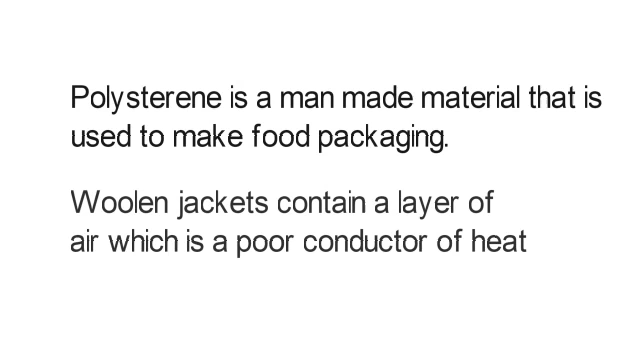 Polysterene is a man made material that is
used to make food packaging.
Woolen jackets contain a layer of
air which is a poor conductor of heat